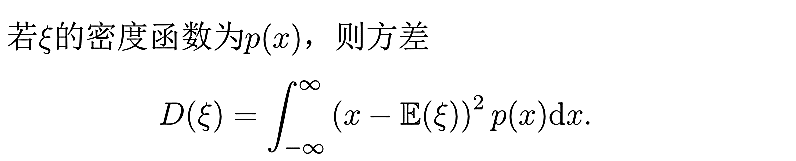 若ξ的密度函数为p(x)，则方差
D(ξ) = ∫_{-∞}^{∞} (x − 𝔼(ξ))² p(x)dx.